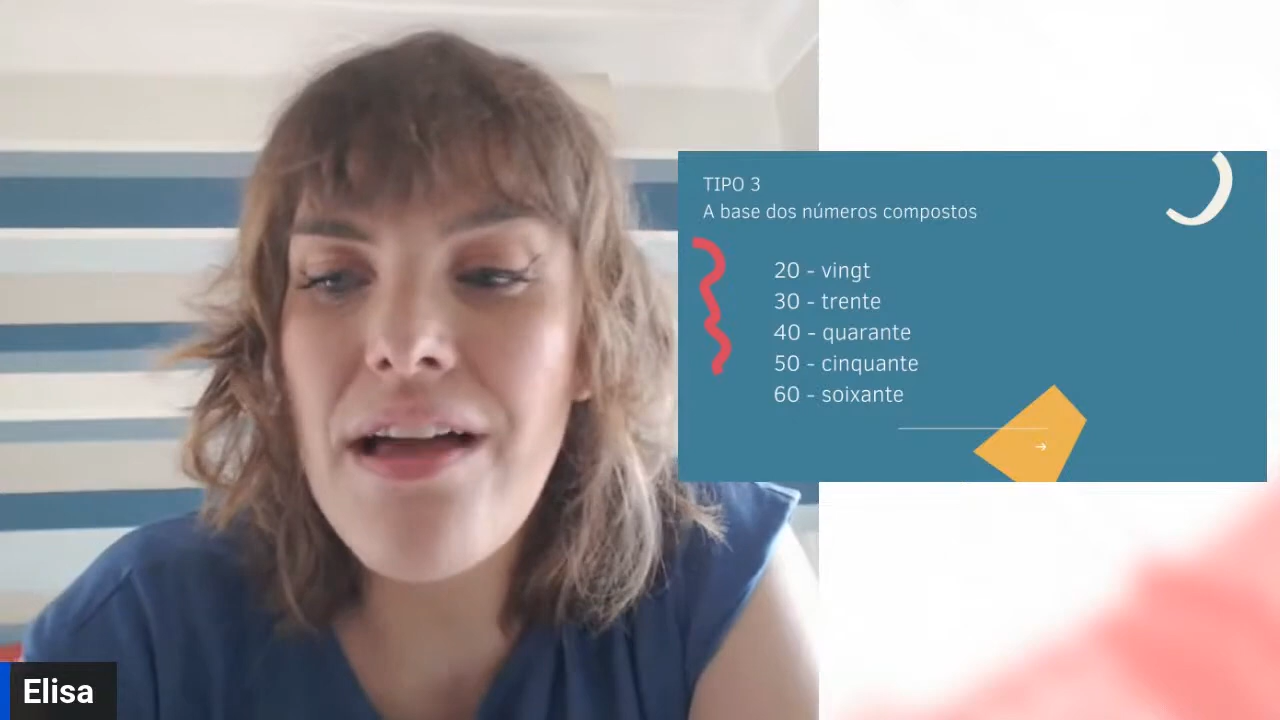 TIPO 3
A base dos números compostos
20 - vingt
30 - trente
40 - quarante
50 - cinquante
60 - soixante
Elisa